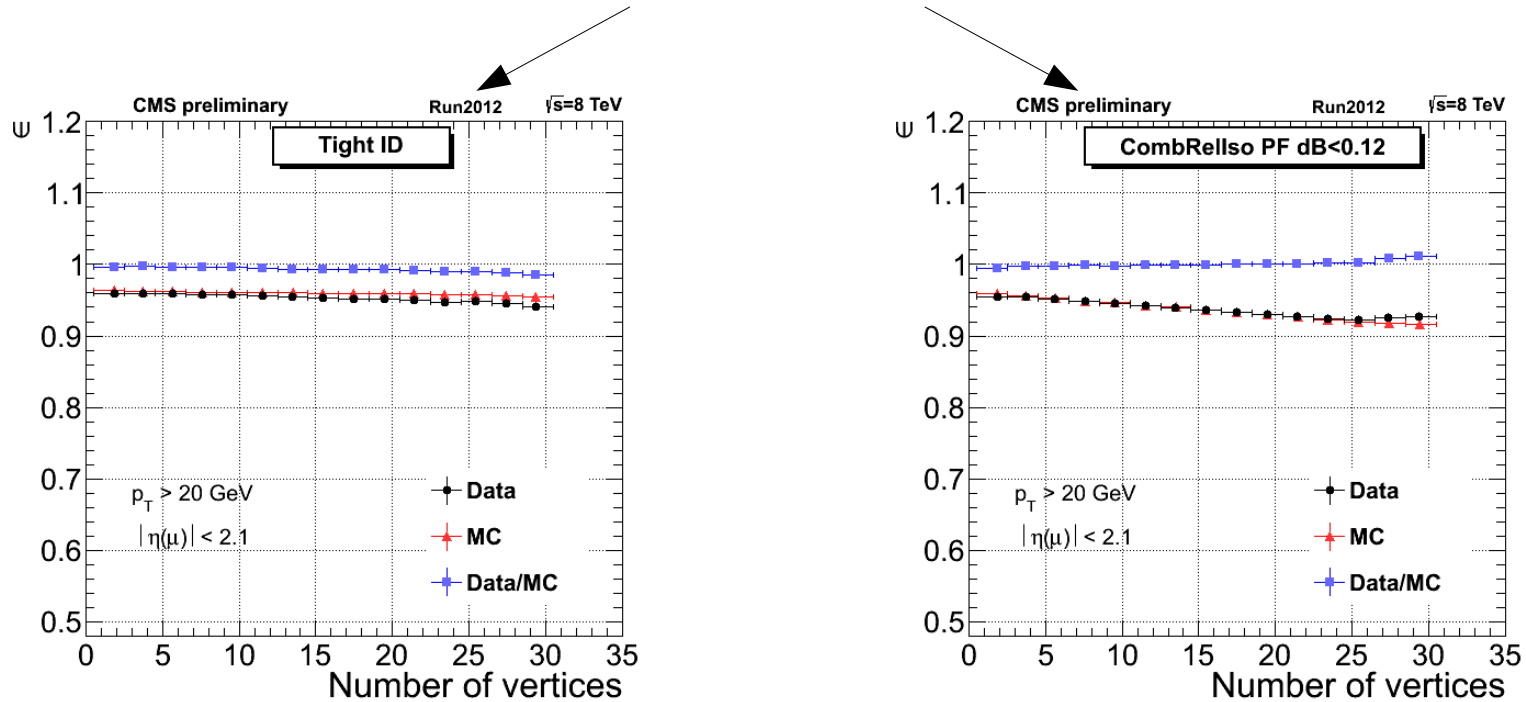 CMS preliminary Run2012 √s=8 TeV
Tight ID
∈
1.2
1.1
1
0.9
0.8
0.7
0.6
0.5
p_T > 20 GeV
|η(μ)| < 2.1
Data
MC
Data/MC
0 5 10 15 20 25 30 35
Number of vertices
CMS preliminary Run2012 √s=8 TeV
CombRelIso PF dB<0.12
∈
1.2
1.1
1
0.9
0.8
0.7
0.6
0.5
p_T > 20 GeV
|η(μ)| < 2.1
Data
MC
Data/MC
0 5 10 15 20 25 30 35
Number of vertices